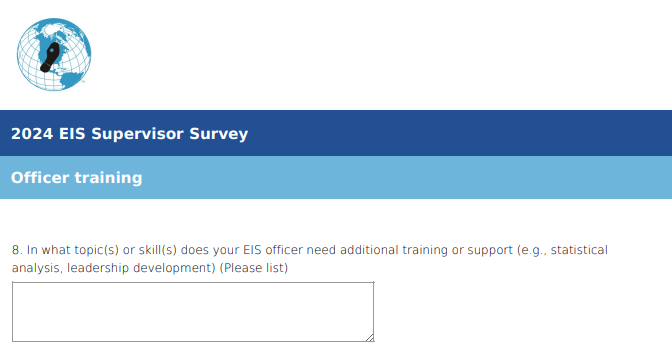 2024 EIS Supervisor Survey
Officer training
8. In what topic(s) or skill(s) does your EIS officer need additional training or support (e.g., statistical
analysis, leadership development) (Please list)